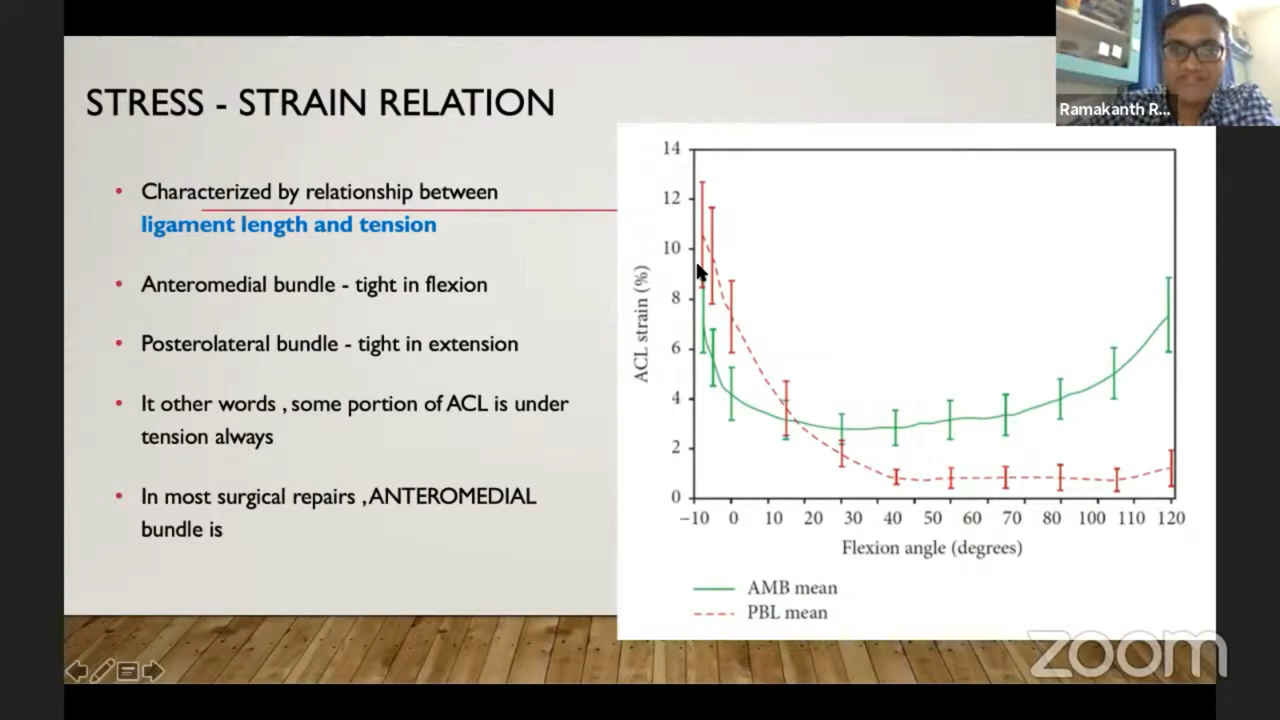 STRESS - STRAIN RELATION
Ramakanth R...
• Characterized by relationship between
ligament length and tension
• Anteromedial bundle - tight in flexion
• Posterolateral bundle - tight in extension
• It other words , some portion of ACL is under
tension always
• In most surgical repairs , ANTEROMEDIAL
bundle is
ACL strain (%)
14
12
10
8
6
4
2
0
−10 0 10 20 30 40 50 60 70 80 100 110 120
Flexion angle (degrees)
AMB mean
PBL mean
zoom